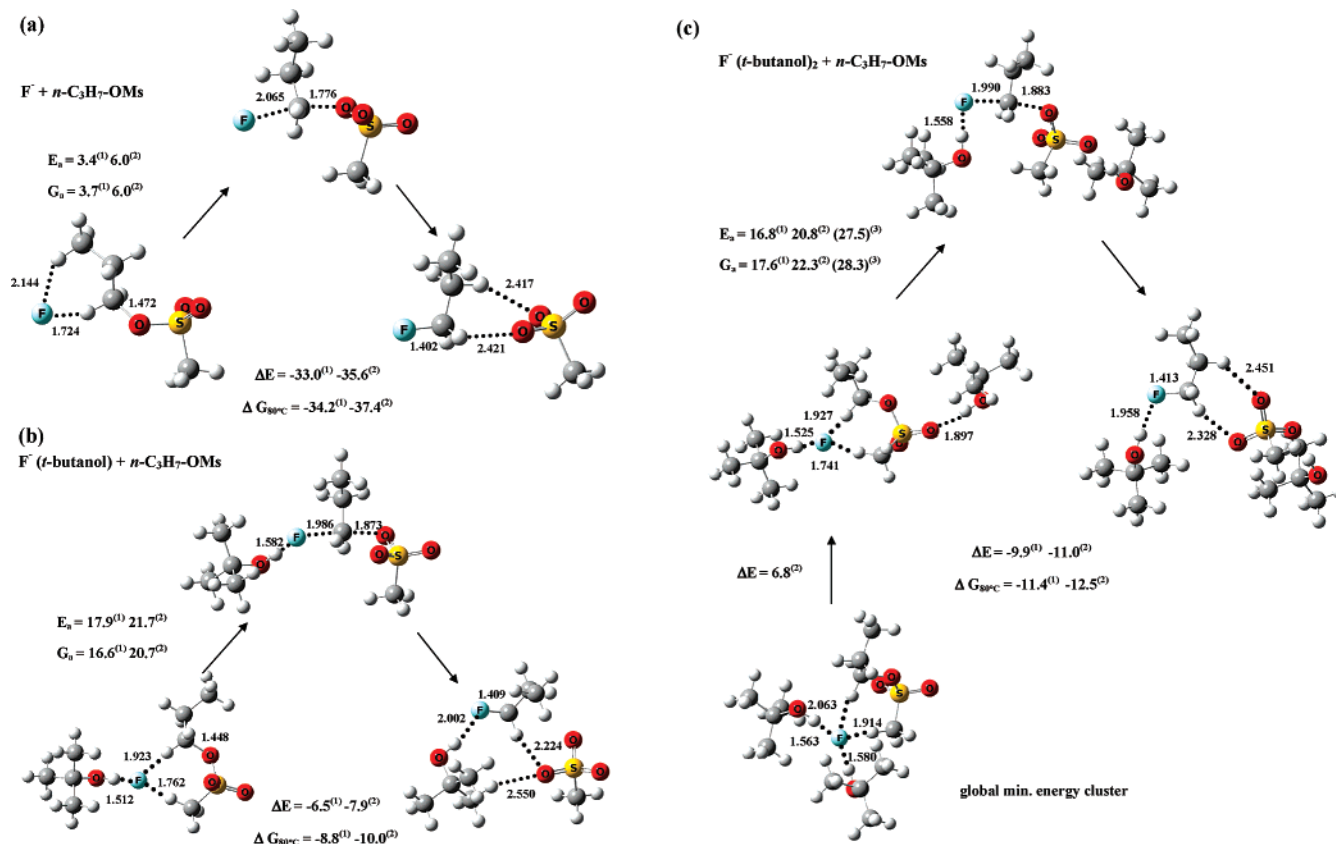 (a)
F⁻ + n-C₃H₇-OMs
2.065
1.776
F
O
O
O
S
Eₐ = 3.4⁽¹⁾ 6.0⁽²⁾
Gₐ = 3.7⁽¹⁾ 6.0⁽²⁾
2.144
F
1.724
1.472
O
S
O
O
2.417
O
O
O
S
F
1.402
2.421
ΔE = -33.0⁽¹⁾ -35.6⁽²⁾
Δ G₈₀°C = -34.2⁽¹⁾ -37.4⁽²⁾
(b)
F⁻ (t-butanol) + n-C₃H₇-OMs
1.582
F
1.986
1.873
O
O
O
S
O
Eₐ = 17.9⁽¹⁾ 21.7⁽²⁾
Gₐ = 16.6⁽¹⁾ 20.7⁽²⁾
1.923
1.448
O
F
O
O
S
O
1.512
1.762
1.409
F
2.002
2.224
O
O
S
O
O
2.550
ΔE = -6.5⁽¹⁾ -7.9⁽²⁾
Δ G₈₀°C = -8.8⁽¹⁾ -10.0⁽²⁾
(c)
F⁻ (t-butanol)₂ + n-C₃H₇-OMs
1.990
1.883
F
O
1.558
O
O
S
O
O
Eₐ = 16.8⁽¹⁾ 20.8⁽²⁾ (27.5)⁽³⁾
Gₐ = 17.6⁽¹⁾ 22.3⁽²⁾ (28.3)⁽³⁾
1.927
O
1.525
O
F
S
O
O
1.897
1.741
1.413
F
2.451
O
1.958
O
O
S
O
2.328
O
ΔE = 6.8⁽²⁾
ΔE = -9.9⁽¹⁾ -11.0⁽²⁾
Δ G₈₀°C = -11.4⁽¹⁾ -12.5⁽²⁾
2.063
O
O
S
O
O
F
1.914
1.563
1.580
global min. energy cluster